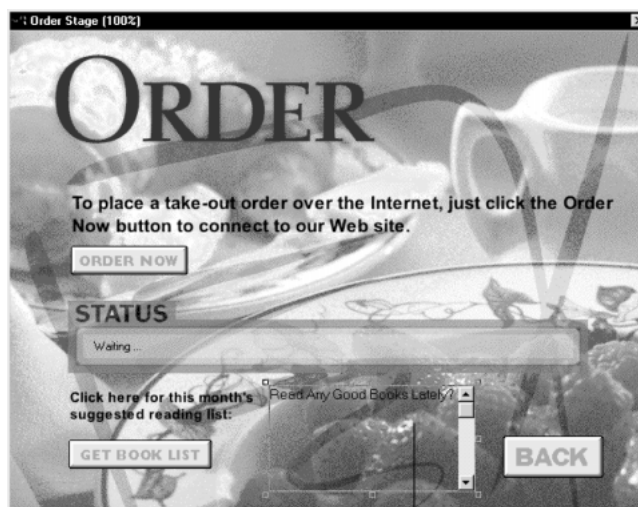 Order Stage (100%)
ORDER
To place a take-out order over the Internet, just click the Order
Now button to connect to our Web site.
ORDER NOW
STATUS
Waiting ...
Click here for this month's
suggested reading list:
Read Any Good Books Lately?
GET BOOK LIST
BACK